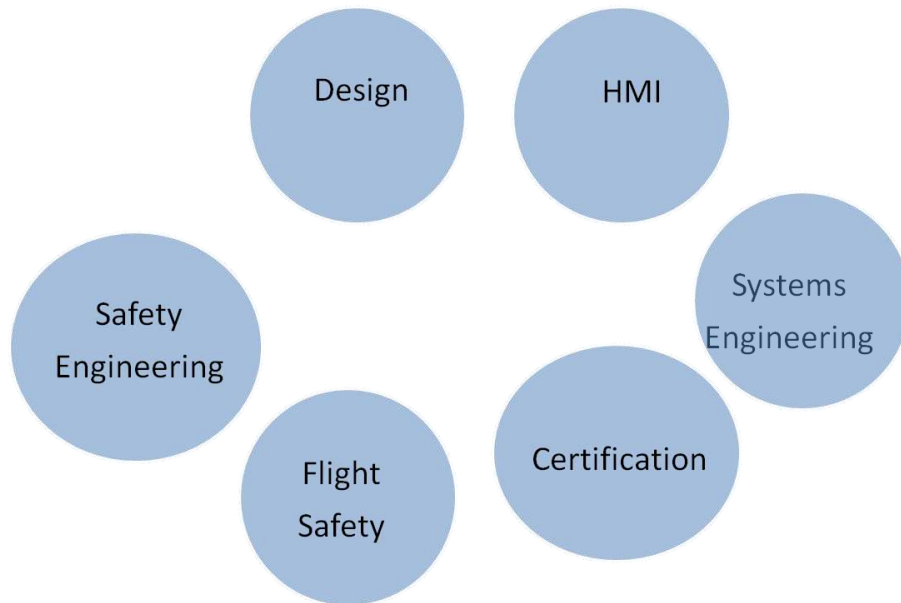 Design
HMI
Systems
Engineering
Safety
Engineering
Certification
Flight
Safety